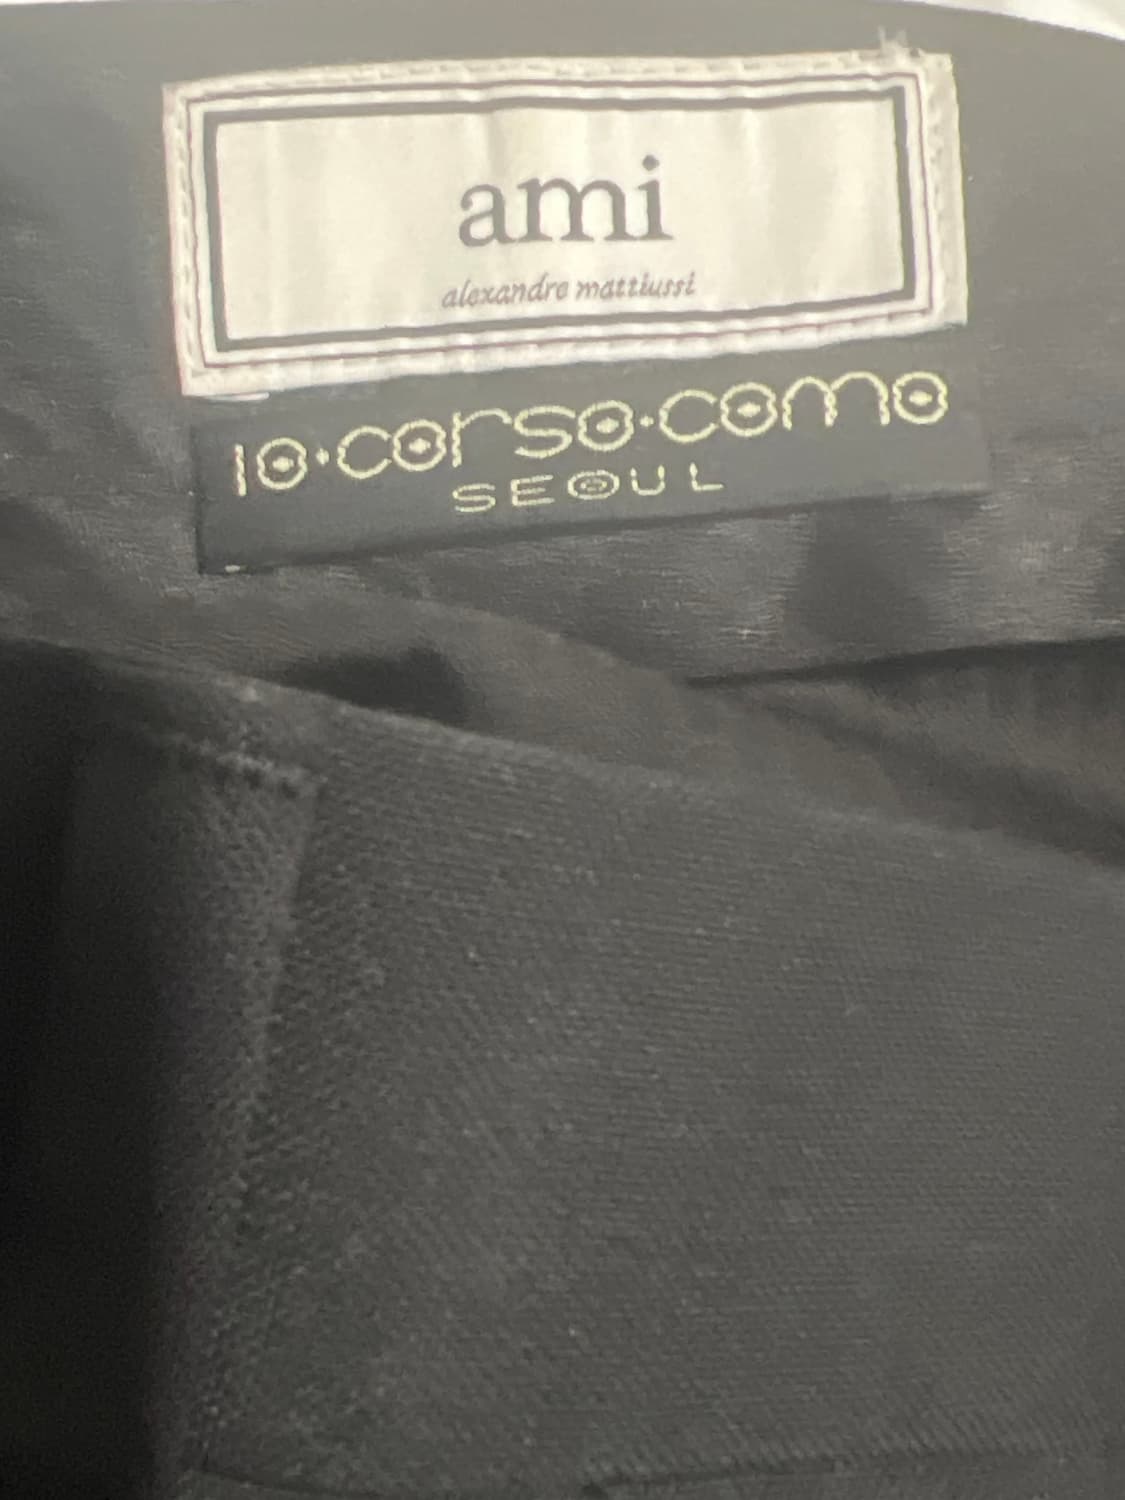 ami
alexandre mattiussi
10·corso·como
SEOUL